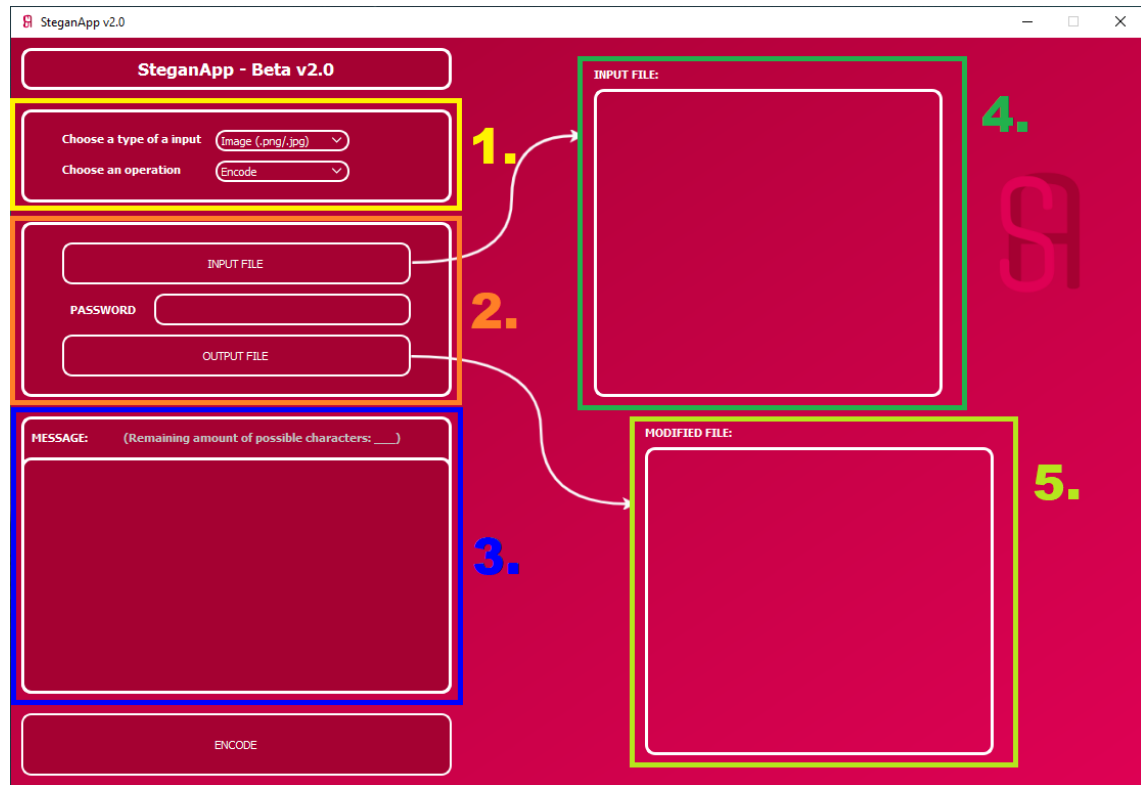 SteganApp v2.0
SteganApp - Beta v2.0
Choose a type of a input Image (.png/.jpg)
Choose an operation Encode
1.
INPUT FILE
PASSWORD
OUTPUT FILE
2.
MESSAGE: (Remaining amount of possible characters: ___)
3.
ENCODE
INPUT FILE:
4.
SA
MODIFIED FILE:
5.